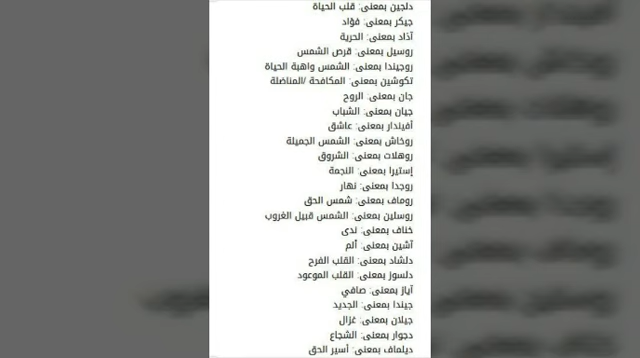 دلجين بمعنى: قلب الحياة
جيكر بمعنى: فؤاد
آذاد بمعنى: الحرية
روسيل بمعنى: قرص الشمس
روجيندا بمعنى: الشمس واهبة الحياة
تكوشين بمعنى: المكافحة /المناضلة
جان بمعنى: الروح
جيان بمعنى: الشباب
أفيندار بمعنى: عاشق
روخاش بمعنى: الشمس الجميلة
روهلات بمعنى: الشروق
إستيرا بمعنى: النجمة
روجدا بمعنى: نهار
روماف بمعنى: شمس الحق
روسلين بمعنى: الشمس قبيل الغروب
خناف بمعنى: ندى
آشين بمعنى: ألم
دلشاد بمعنى: القلب الفرح
دلسوز بمعنى: القلب الموعود
آياز بمعنى: صافي
جيندا بمعنى: الجديد
جيلان بمعنى: غزال
دجوار بمعنى: الشجاع
ديلماف بمعنى: أسير الحق